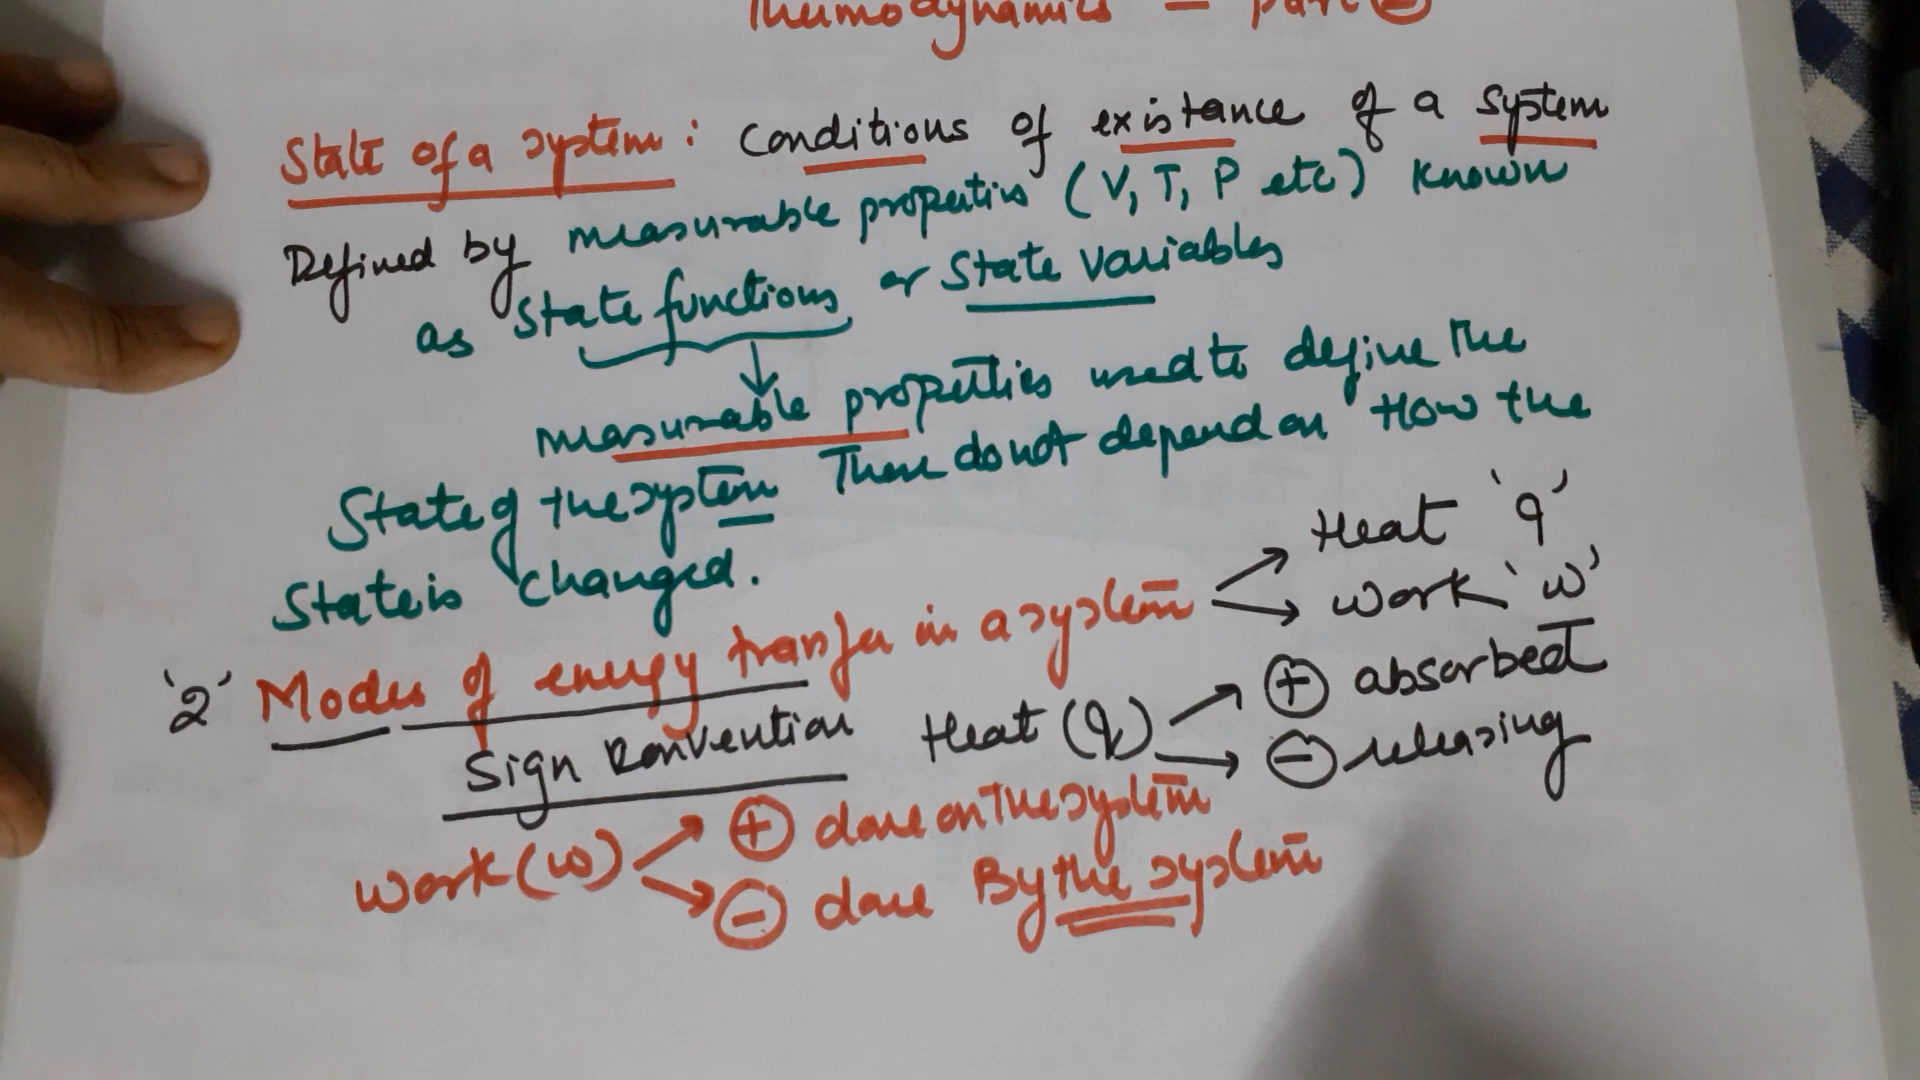 Thermodynamics - Part 2
State of a system : Conditions of existance of a system
Defined by measurable properties (V, T, P etc) known
as State functions or State variables
measurable properties used to define the
State of the system These do not depend on How the
State is changed.
Heat 'q'
'2' Modes of energy transfer in a system work 'w'
Sign Convention Heat (q) + absorbed
- releasing
work (w) + done on the system
- done By the system